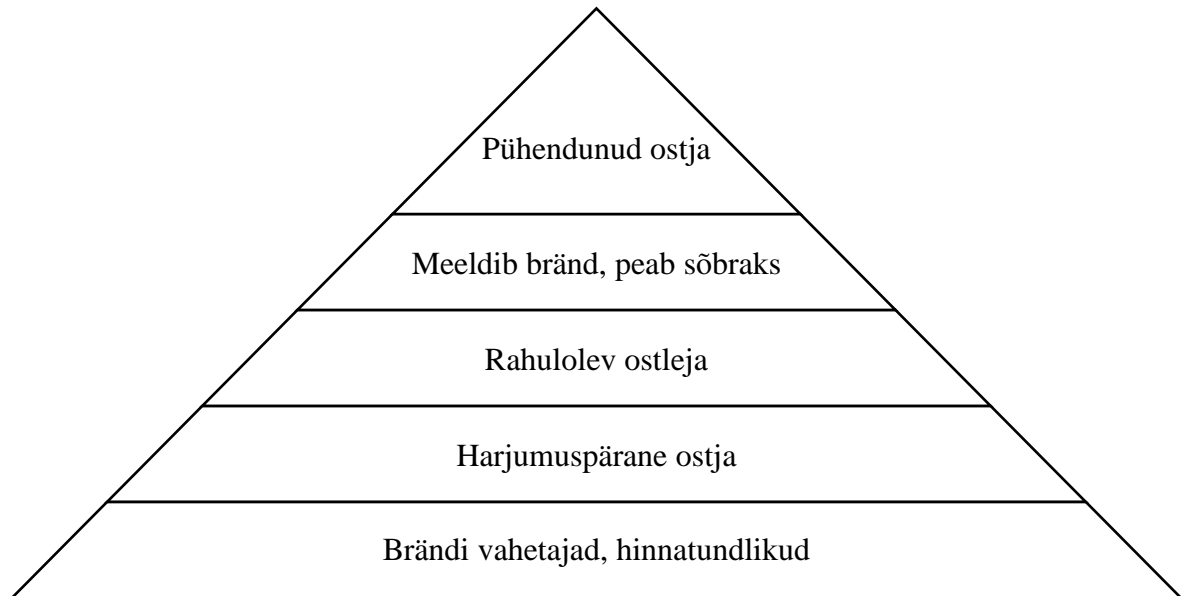 Pühendunud ostja
Meeldib bränd, peab sõbraks
Rahulolev ostleja
Harjumuspärane ostja
Brändi vahetajad, hinnatundlikud